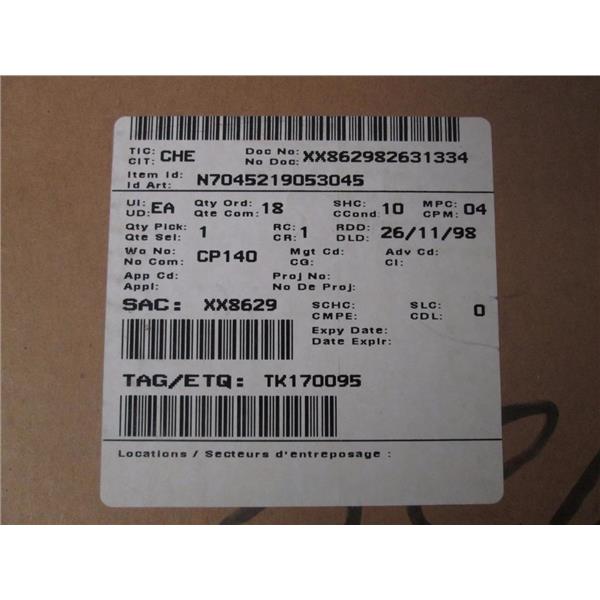 TIC: CHE Doc No: XX862982631334
CIT: No Doc:
Item Id: N7045219053045
Id Art:
UI: EA Qty Ord: 18 SHC: 10 MPC: 04
UD: Qte Com: CCond: CPM:
Qty Pick: 1 RC: 1 RDD: 26/11/98
Qte Sel: CR: DLD:
Wo No: CP140 Mgt Cd: Adv Cd:
No Com: CG: CI:
App Cd: Proj No:
Appl: No De Proj:
SAC: XX8629 SCHC: SLC: 0
CMPE: CDL:
Expy Date:
Date Explr:
TAG/ETQ: TK170095
Locations / Secteurs d'entreposage :